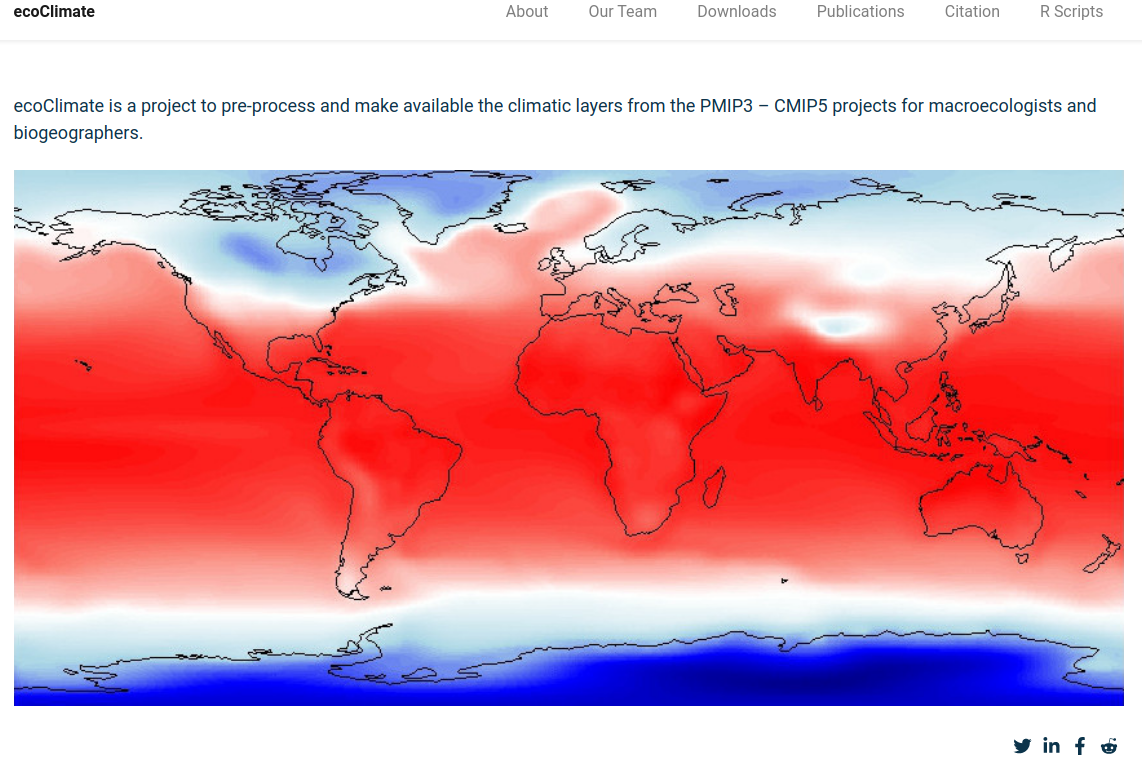 ecoClimate About Our Team Downloads Publications Citation R Scripts
ecoClimate is a project to pre-process and make available the climatic layers from the PMIP3 – CMIP5 projects for macroecologists and
biogeographers.